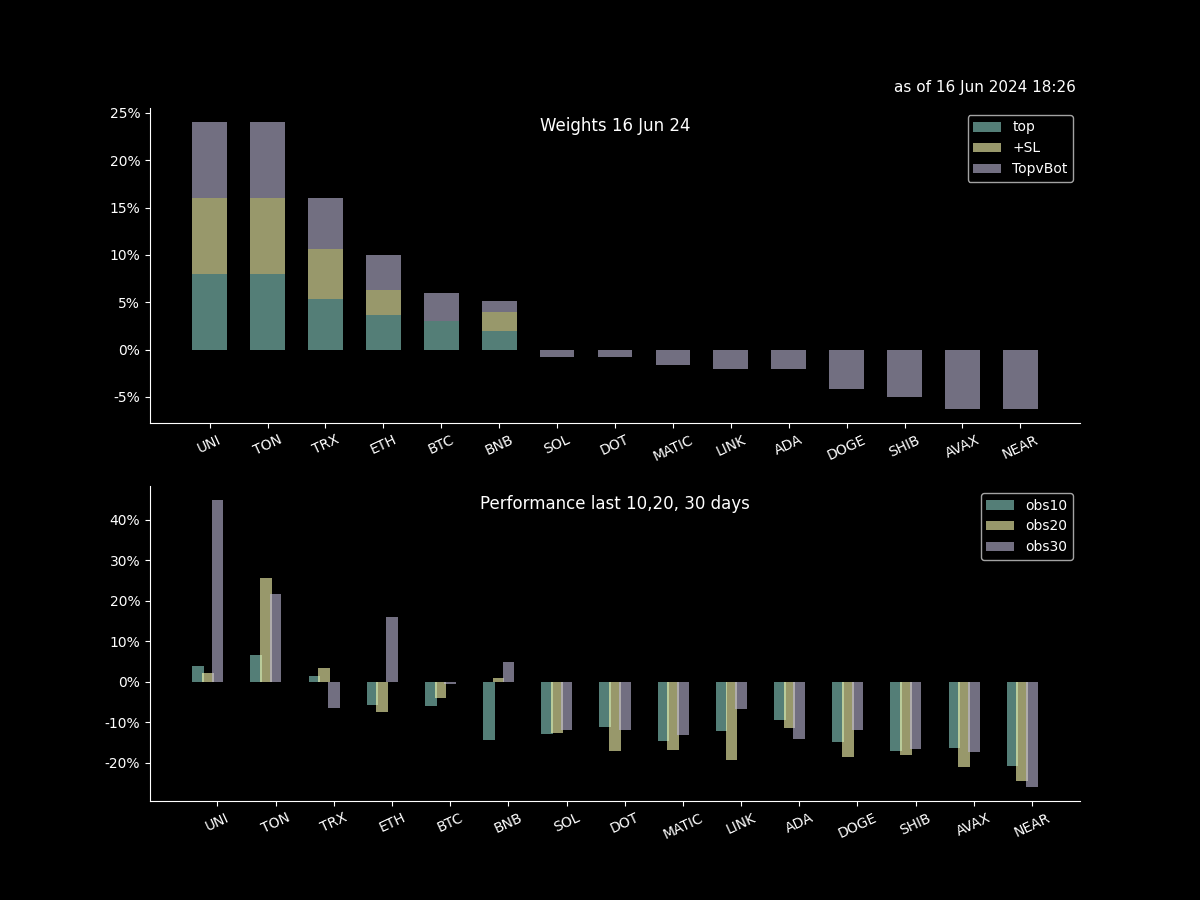 as of 16 Jun 2024 18:26
Weights 16 Jun 24
top
+SL
TopvBot
25%
20%
15%
10%
5%
0%
-5%
UNI TON TRX ETH BTC BNB SOL DOT MATIC LINK ADA DOGE SHIB AVAX NEAR
Performance last 10,20, 30 days
obs10
obs20
obs30
40%
30%
20%
10%
0%
-10%
-20%
UNI TON TRX ETH BTC BNB SOL DOT MATIC LINK ADA DOGE SHIB AVAX NEAR